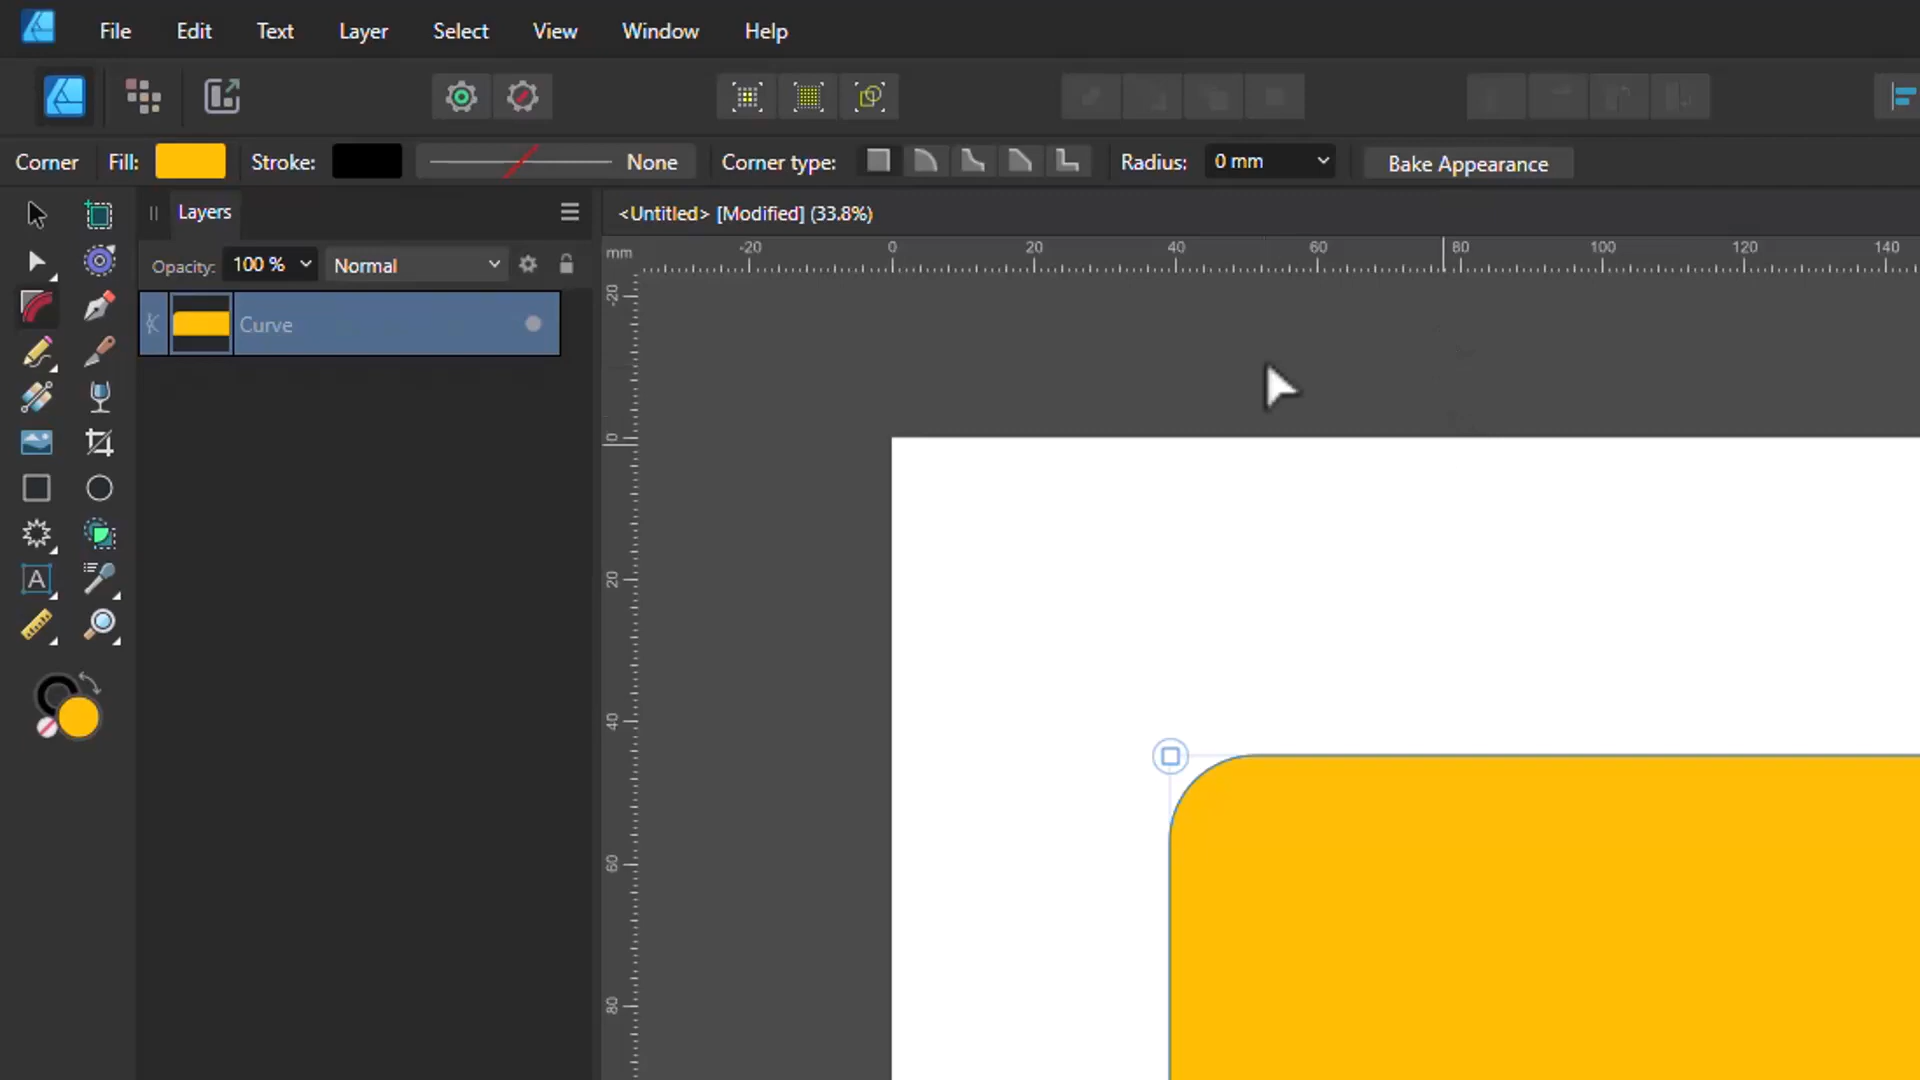 File Edit Text Layer Select View Window Help
Corner Fill: Stroke: None Corner type: Radius: 0 mm Bake Appearance
Layers
<Untitled> [Modified] (33.8%)
mm -20 0 20 40 60 80 100 120 140
Opacity: 100 % Normal
-20
Curve
0
20
A
40
60
80